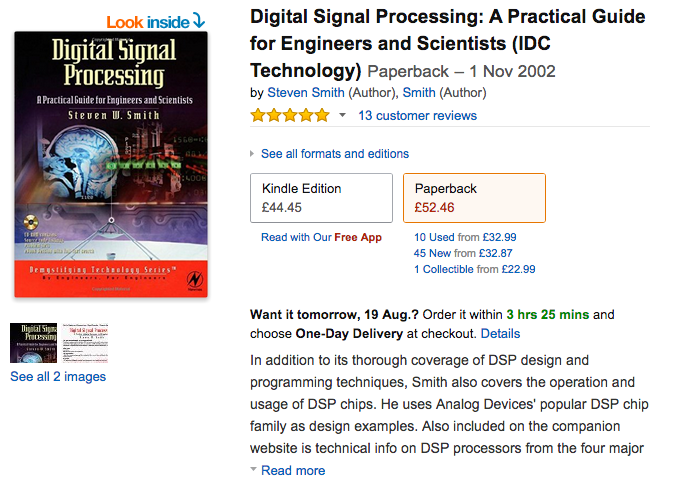 Look inside
Digital Signal
Processing
A Practical Guide for Engineers and Scientists
Steven W. Smith
Demystifying Technology Series™
By Engineers, For Engineers
See all 2 images
Digital Signal Processing: A Practical Guide
for Engineers and Scientists (IDC
Technology) Paperback – 1 Nov 2002
by Steven Smith (Author), Smith (Author)
13 customer reviews
See all formats and editions
Kindle Edition
£44.45
Paperback
£52.46
Read with Our Free App
10 Used from £32.99
45 New from £32.87
1 Collectible from £22.99
Want it tomorrow, 19 Aug.? Order it within 3 hrs 25 mins and
choose One-Day Delivery at checkout. Details
In addition to its thorough coverage of DSP design and
programming techniques, Smith also covers the operation and
usage of DSP chips. He uses Analog Devices' popular DSP chip
family as design examples. Also included on the companion
website is technical info on DSP processors from the four major
Read more